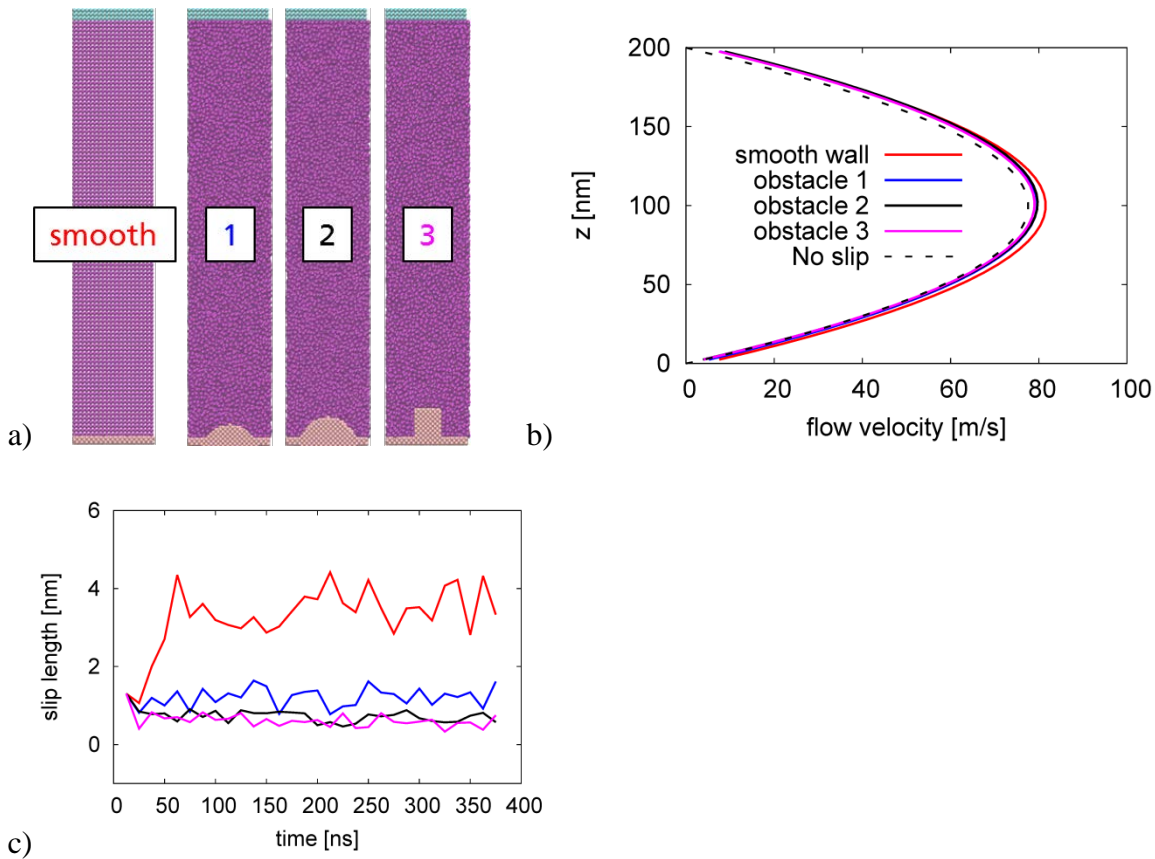 smooth
1
2
3
a)
200
150
100
50
0
z [nm]
smooth wall
obstacle 1
obstacle 2
obstacle 3
No slip
0 20 40 60 80 100
flow velocity [m/s]
b)
6
4
2
0
slip length [nm]
0 50 100 150 200 250 300 350 400
time [ns]
c)